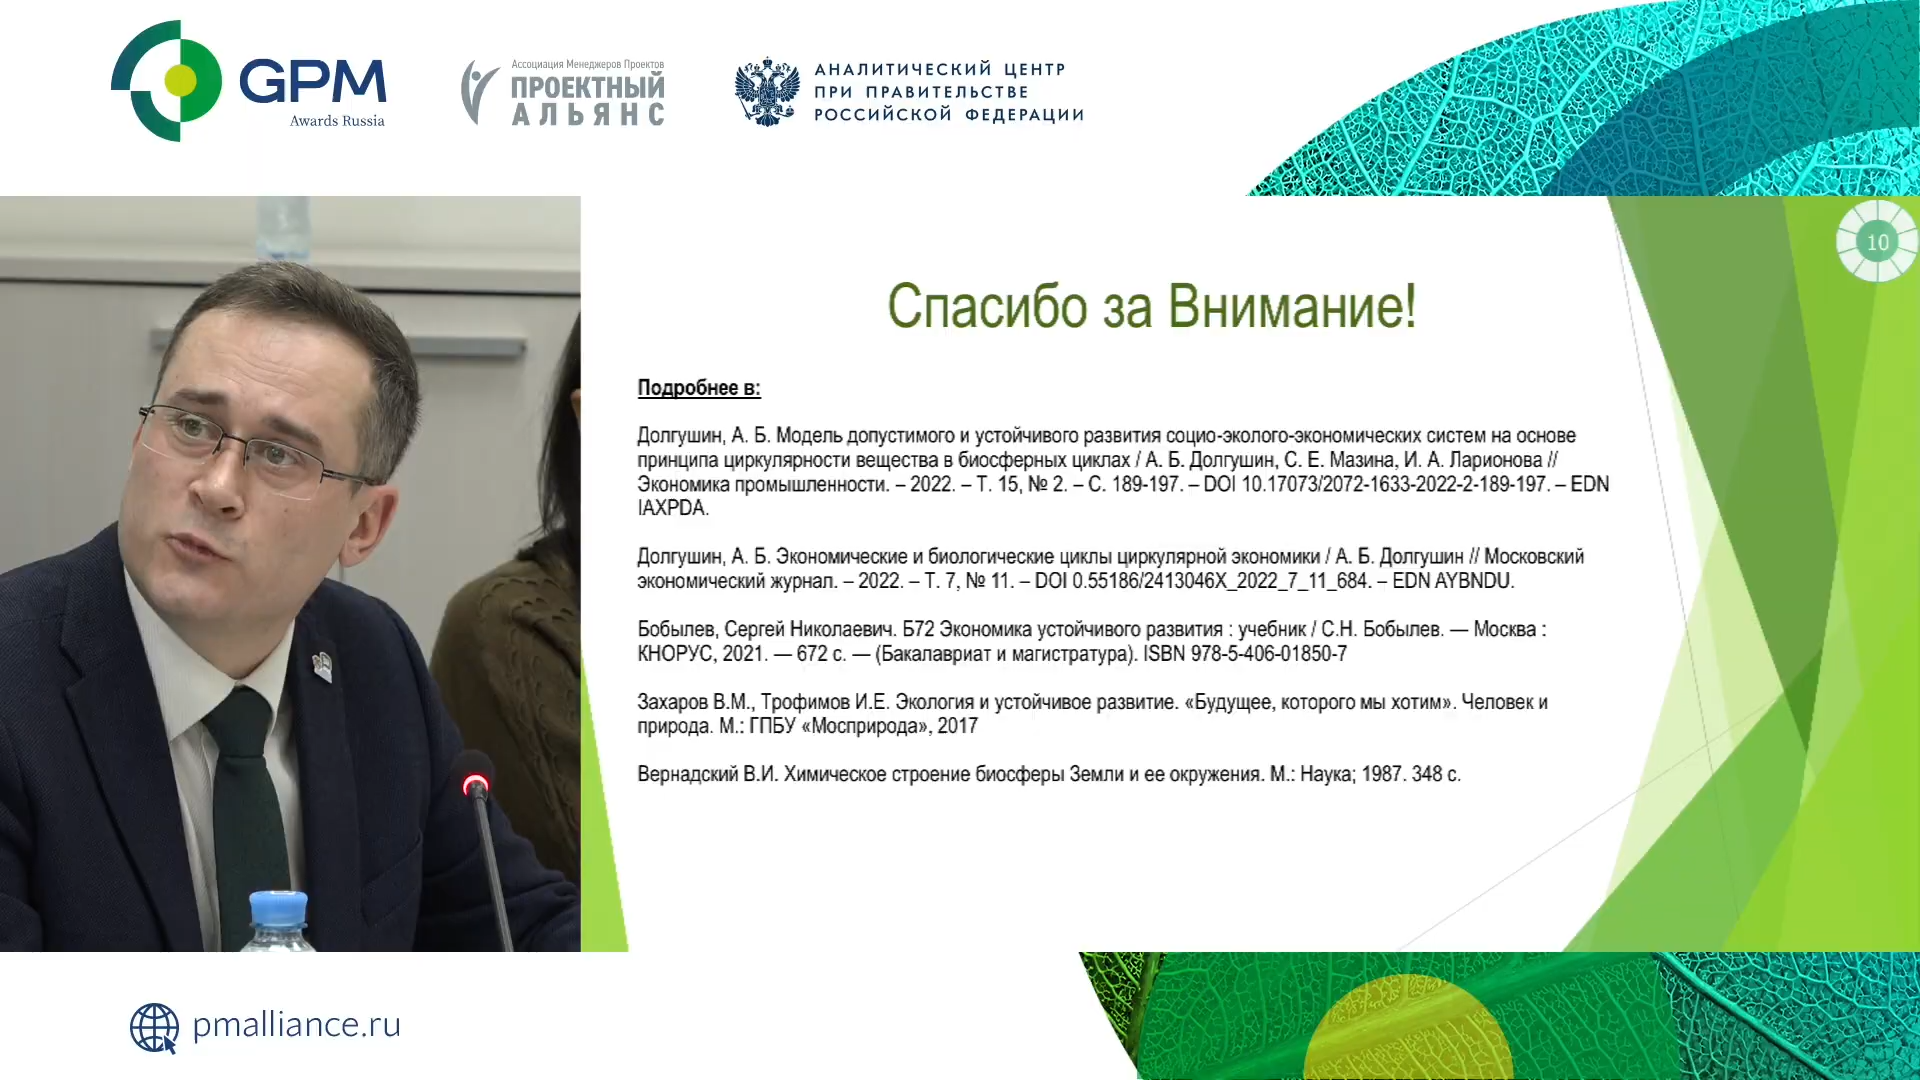 GPM
Awards Russia
Ассоциация Менеджеров Проектов
ПРОЕКТНЫЙ
АЛЬЯНС
АНАЛИТИЧЕСКИЙ ЦЕНТР
ПРИ ПРАВИТЕЛЬСТВЕ
РОССИЙСКОЙ ФЕДЕРАЦИИ
10
Спасибо за Внимание!
Подробнее в:
Долгушин, А. Б. Модель допустимого и устойчивого развития социо-эколого-экономических систем на основе
принципа циркулярности вещества в биосферных циклах / А. Б. Долгушин, С. Е. Мазина, И. А. Ларионова //
Экономика промышленности. – 2022. – Т. 15, № 2. – С. 189-197. – DOI 10.17073/2072-1633-2022-2-189-197. – EDN
IAXPDA.
Долгушин, А. Б. Экономические и биологические циклы циркулярной экономики / А. Б. Долгушин // Московский
экономический журнал. – 2022. – Т. 7, № 11. – DOI 0.55186/2413046X_2022_7_11_684. – EDN AYBNDU.
Бобылев, Сергей Николаевич. Б72 Экономика устойчивого развития : учебник / С.Н. Бобылев. — Москва :
КНОРУС, 2021. — 672 с. — (Бакалавриат и магистратура). ISBN 978-5-406-01850-7
Захаров В.М., Трофимов И.Е. Экология и устойчивое развитие. «Будущее, которого мы хотим». Человек и
природа. М.: ГПБУ «Мосприрода», 2017
Вернадский В.И. Химическое строение биосферы Земли и ее окружения. М.: Наука; 1987. 348 с.
pmalliance.ru